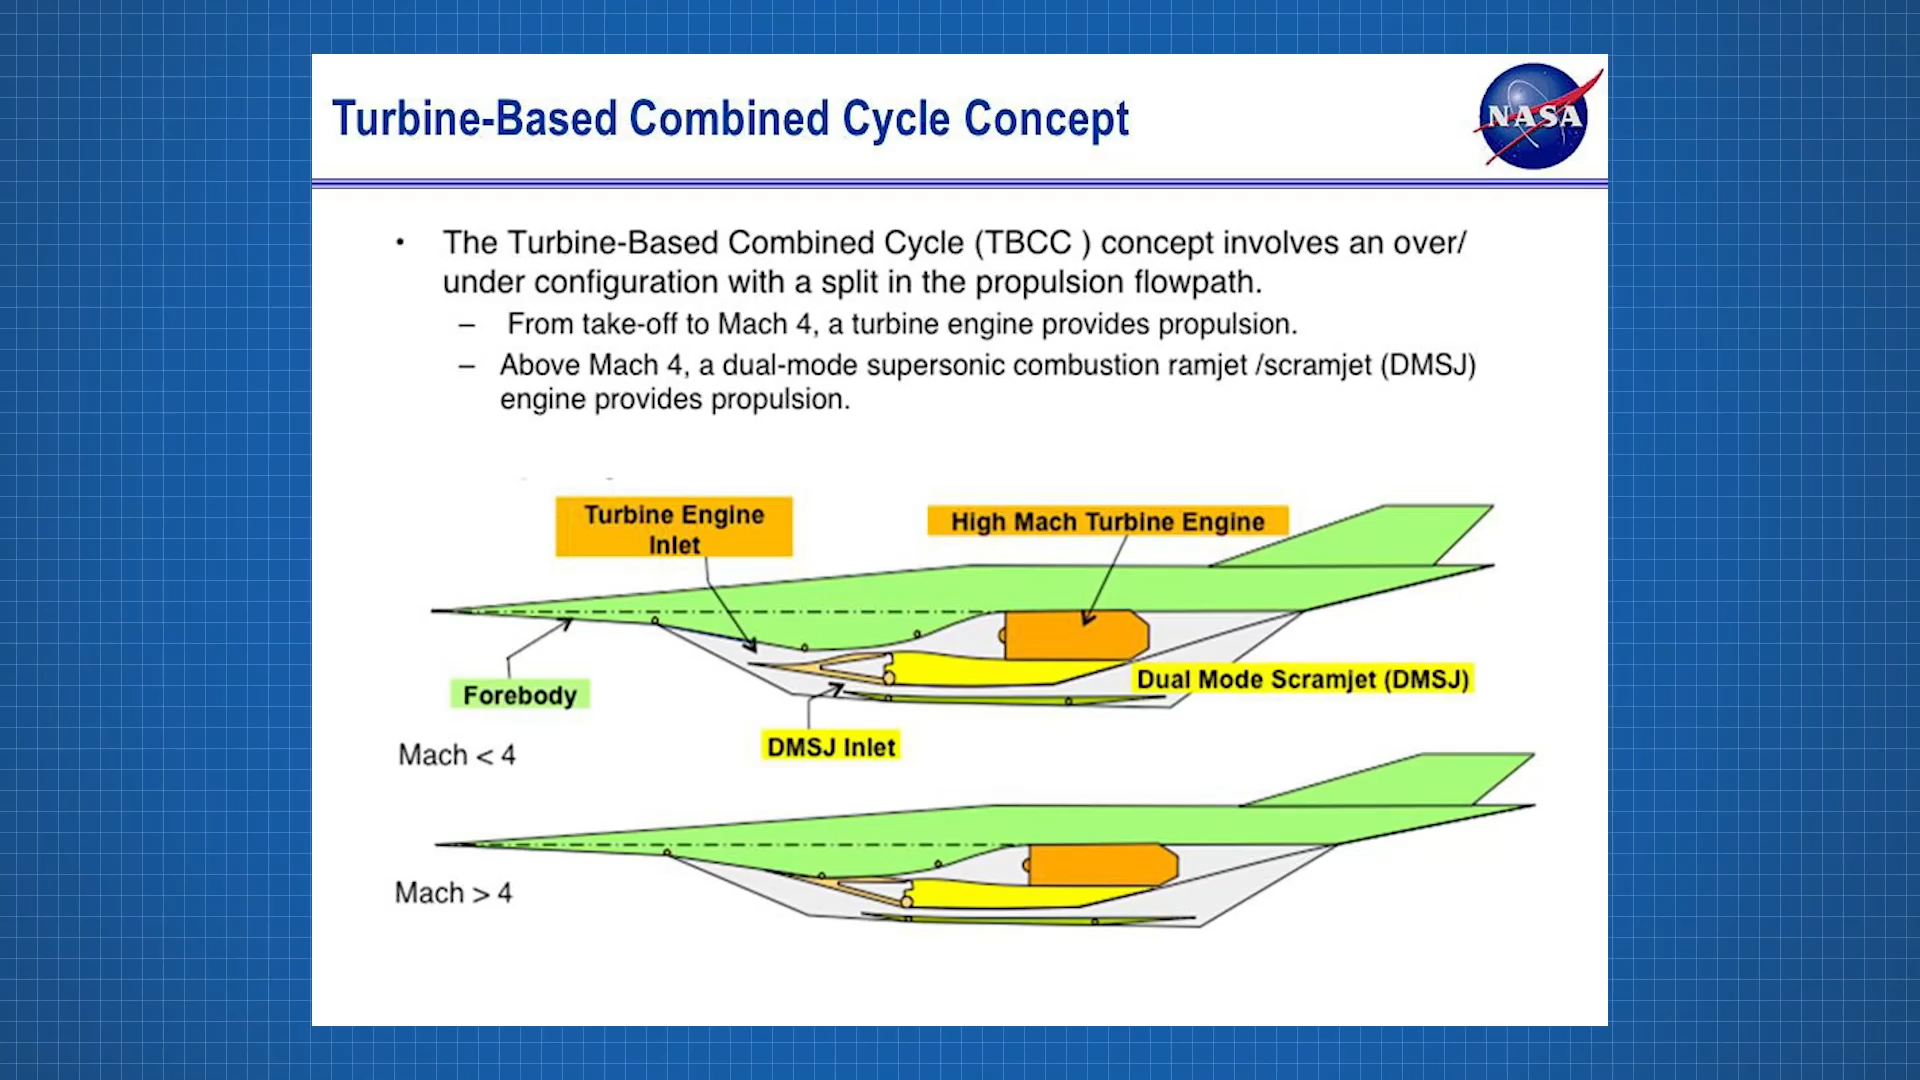 Turbine-Based Combined Cycle Concept
NASA
• The Turbine-Based Combined Cycle (TBCC ) concept involves an over/
under configuration with a split in the propulsion flowpath.
– From take-off to Mach 4, a turbine engine provides propulsion.
– Above Mach 4, a dual-mode supersonic combustion ramjet /scramjet (DMSJ)
engine provides propulsion.
Turbine Engine
Inlet
High Mach Turbine Engine
Forebody
Dual Mode Scramjet (DMSJ)
DMSJ Inlet
Mach < 4
Mach > 4